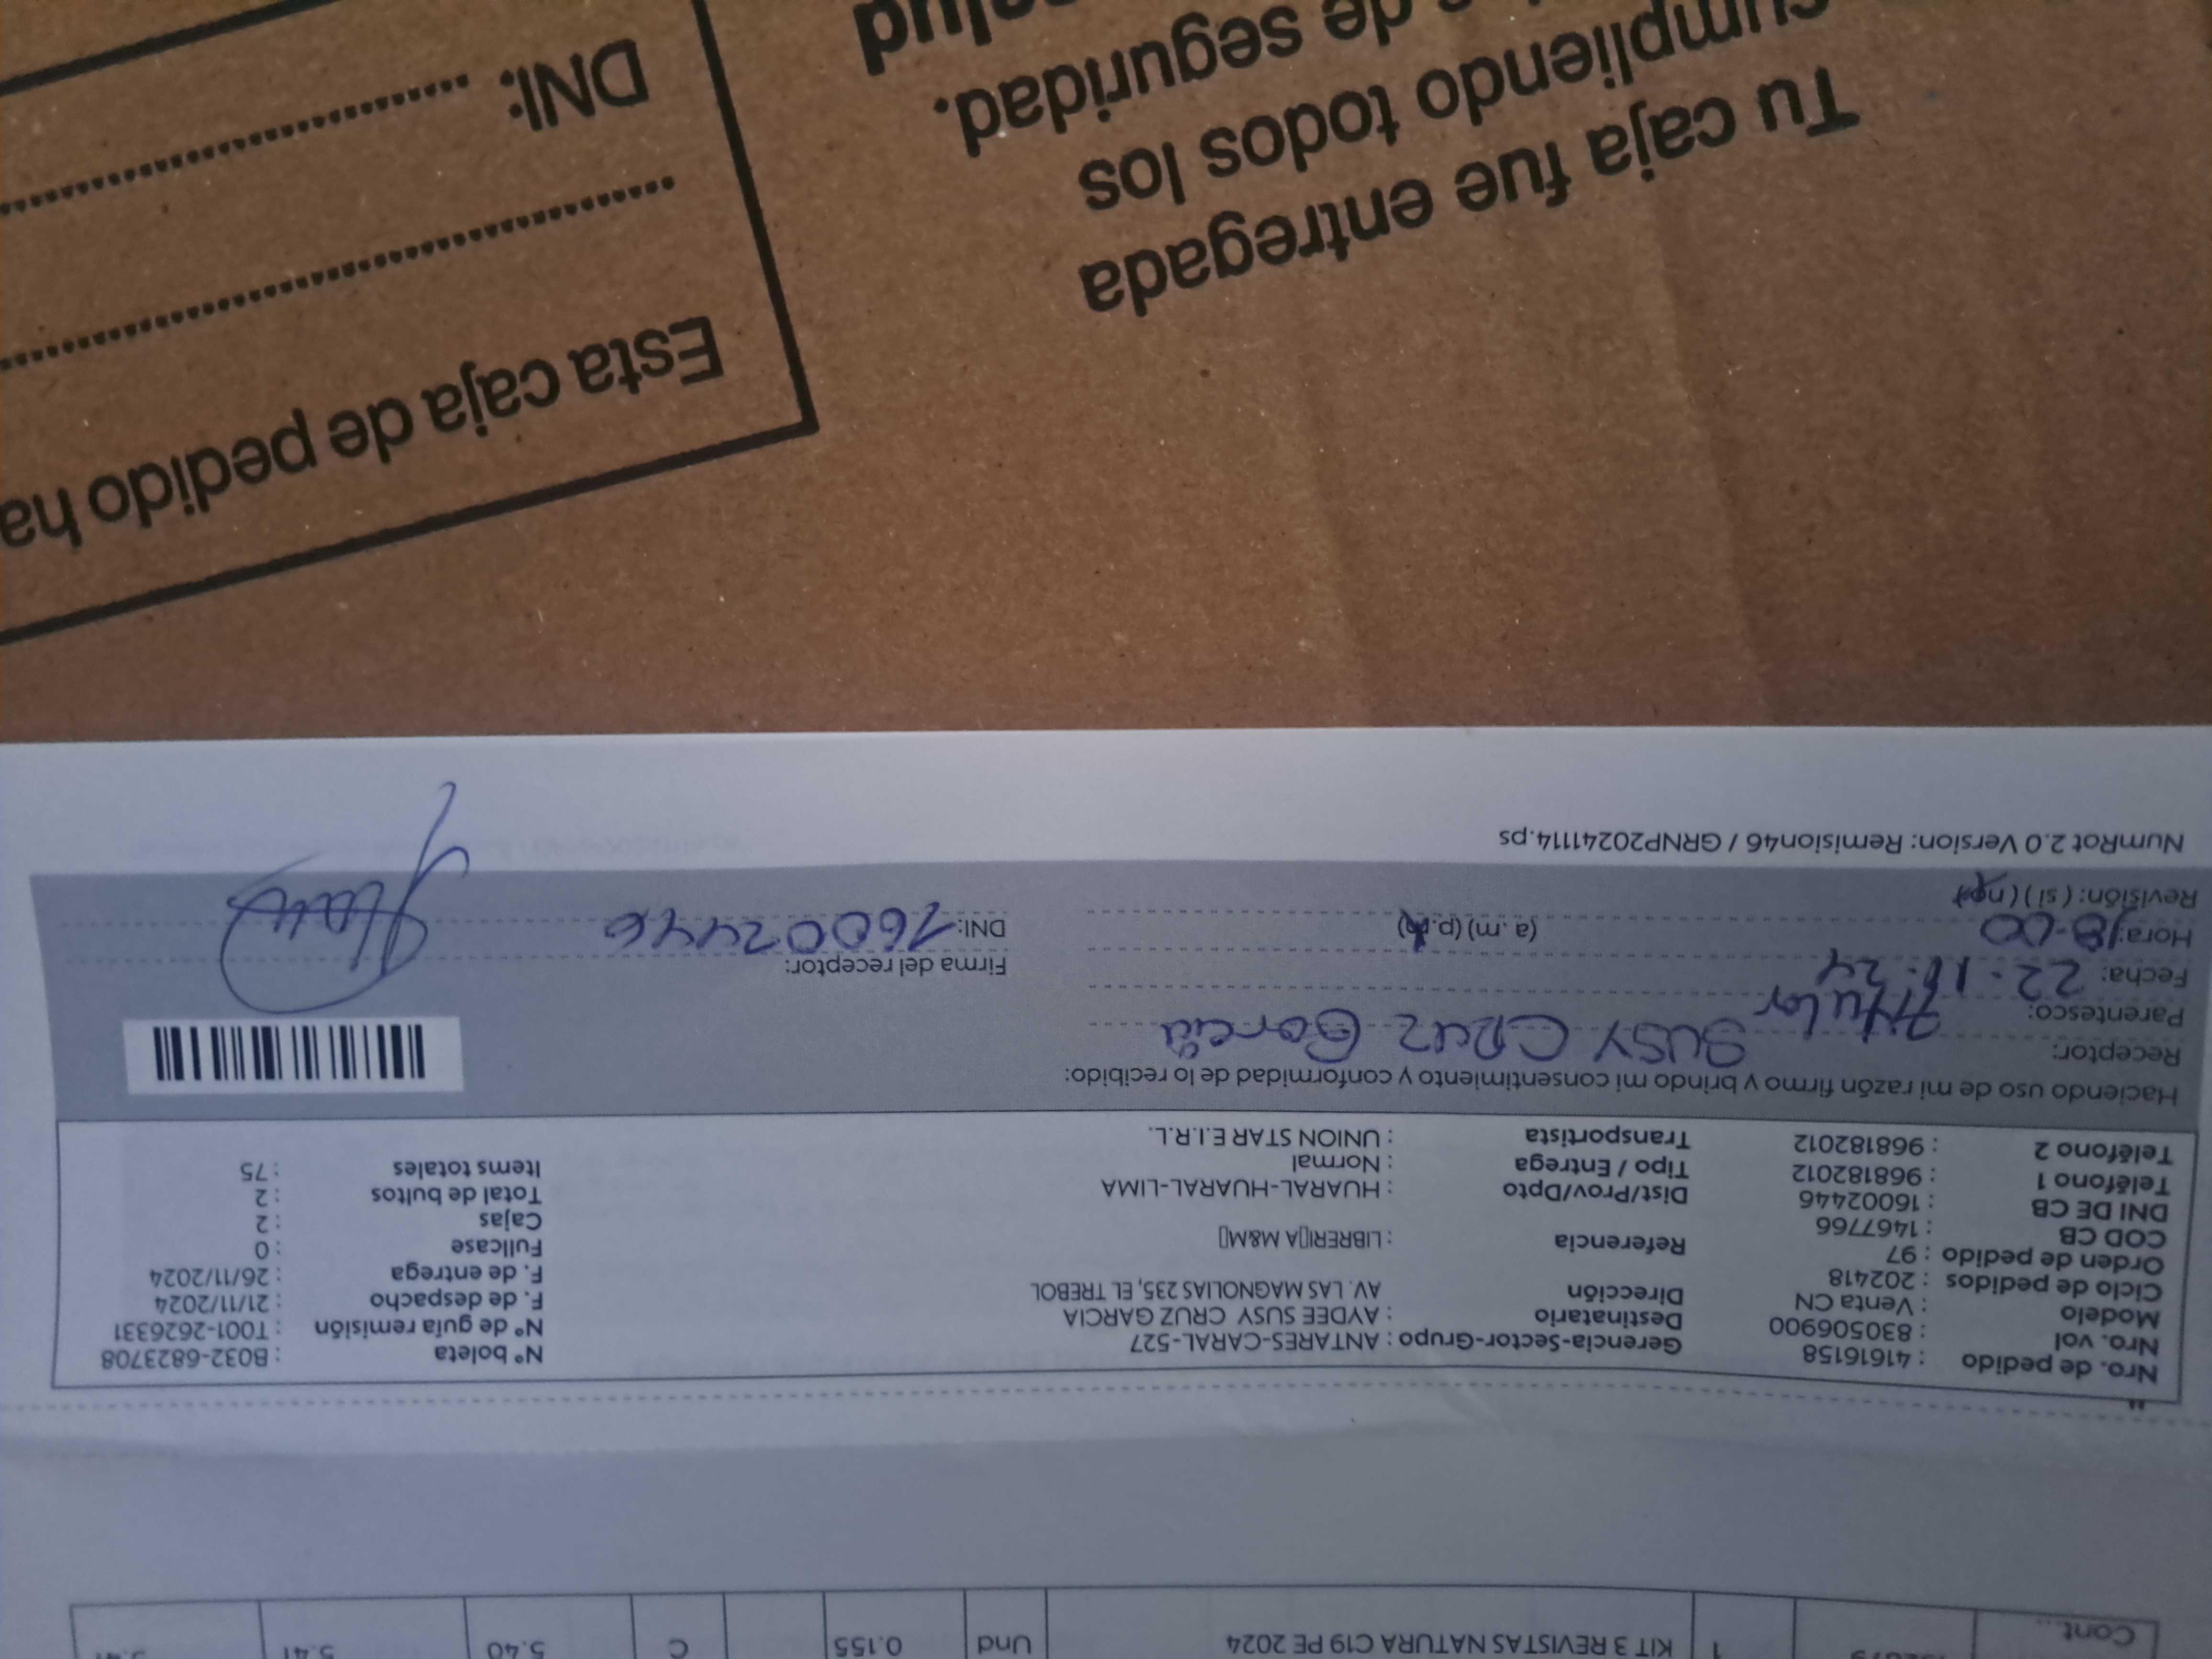 Cont...
1
KIT 3 REVISTAS NATURA C19 PE 2024
Und
0.155
C
5.40
5.41
Nro. de pedido : 41616158
Nro. vol : 830506900
Modelo : Venta CN
Ciclo de pedidos : 202418
Orden de pedido : 97
COD CB : 1467766
DNI DE CB : 16002446
Teléfono 1 : 968182012
Teléfono 2 : 968182012
Gerencia-Sector-Grupo : ANTARES-CARAL-527
Destinatario : AYDEE SUSY CRUZ GARCIA
Dirección AV. LAS MAGNOLIAS 235, EL TREBOL
Referencia : LIBRERI▯A M&M▯
Dist/Prov/Dpto : HUARAL-HUARAL-LIMA
Tipo / Entrega : Normal
Transportista : UNION STAR E.I.R.L.
N° boleta : B032-6823708
N° de guía remisión : T001-2626331
F. de despacho : 21/11/2024
F. de entrega : 26/11/2024
Fullcase : 0
Cajas : 2
Total de bultos : 2
Items totales : 75
Haciendo uso de mi razón firmo y brindo mi consentimiento y conformidad de lo recibido:
Receptor: SUSY CRUZ Garcia
Parentesco: Titular
Fecha: 22-11-24
Hora: 18-00 (a.m) (p.m)
Revisión: (si) (no)
Firma del receptor:
DNI: 16002446
NumRot 2.0 Version: Remision46 / GRNP20241114.ps
Esta caja de pedido ha
DNI:
Tu caja fue entregada
cumpliendo todos los
de seguridad.